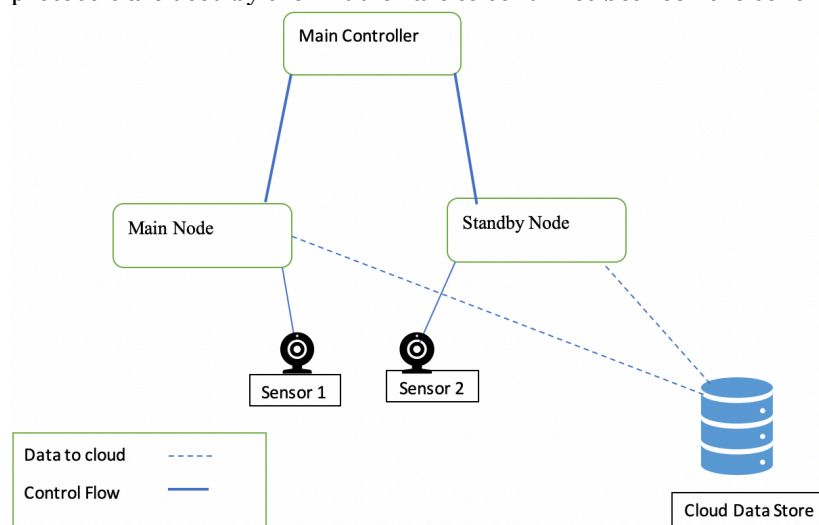 Main Controller
Main Node
Standby Node
Sensor 1
Sensor 2
Data to cloud
Control Flow
Cloud Data Store